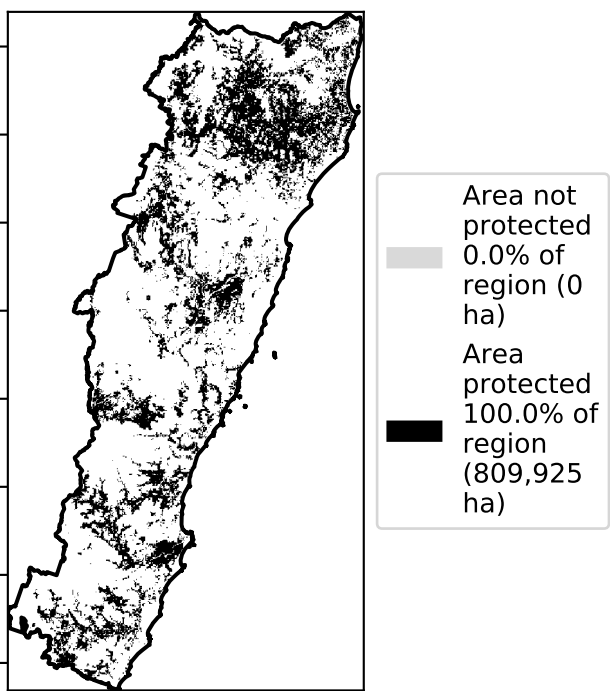 Area not
protected
0.0% of
region (0
ha)
Area
protected
100.0% of
region
(809,925
ha)